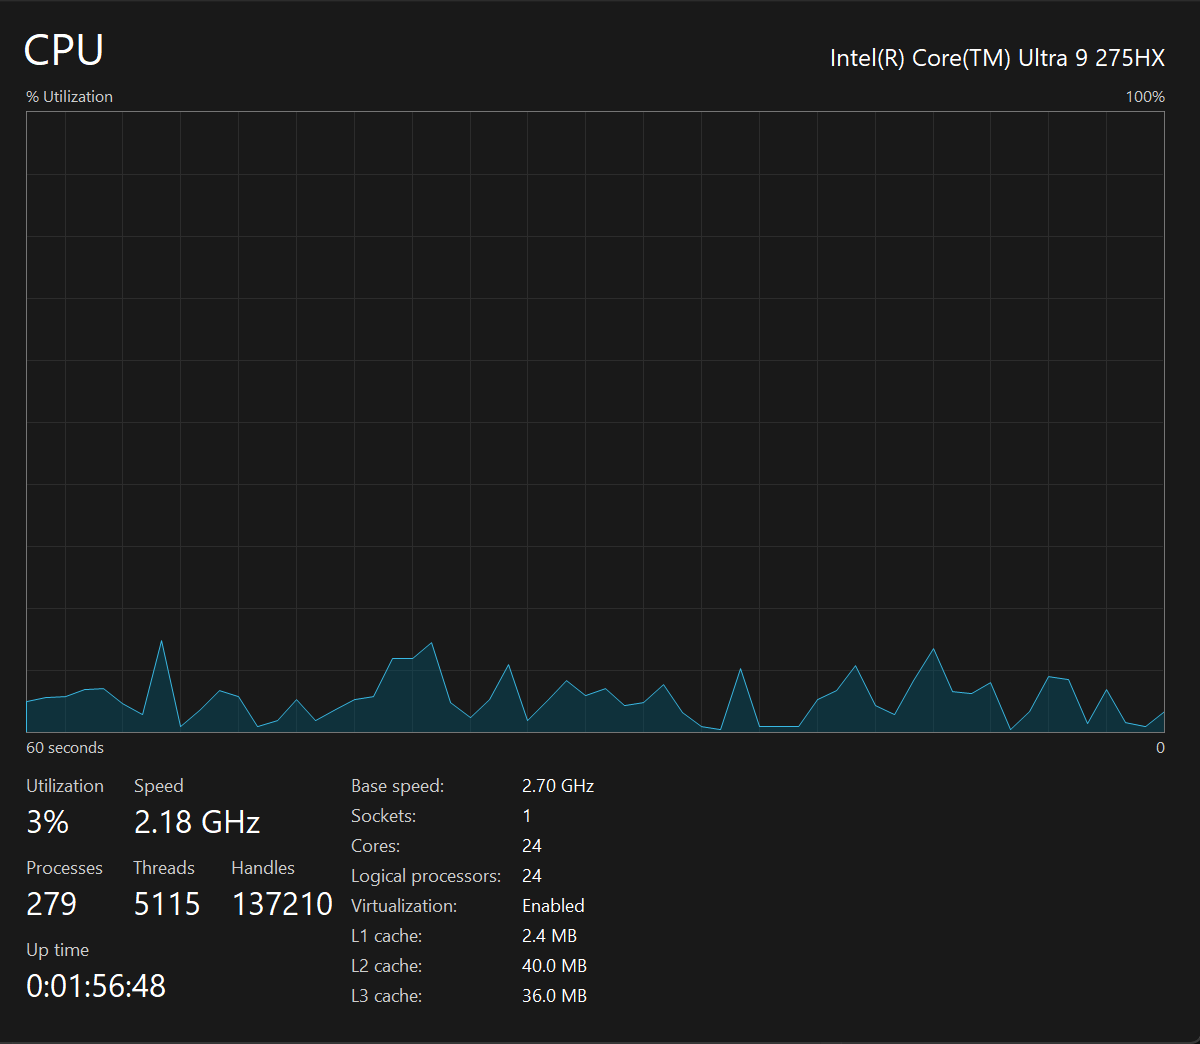 CPU
Intel(R) Core(TM) Ultra 9 275HX
% Utilization
100%
60 seconds
0
Utilization
3%
Speed
2.18 GHz
Processes
279
Threads
5115
Handles
137210
Up time
0:01:56:48
Base speed: 2.70 GHz
Sockets: 1
Cores: 24
Logical processors: 24
Virtualization: Enabled
L1 cache: 2.4 MB
L2 cache: 40.0 MB
L3 cache: 36.0 MB